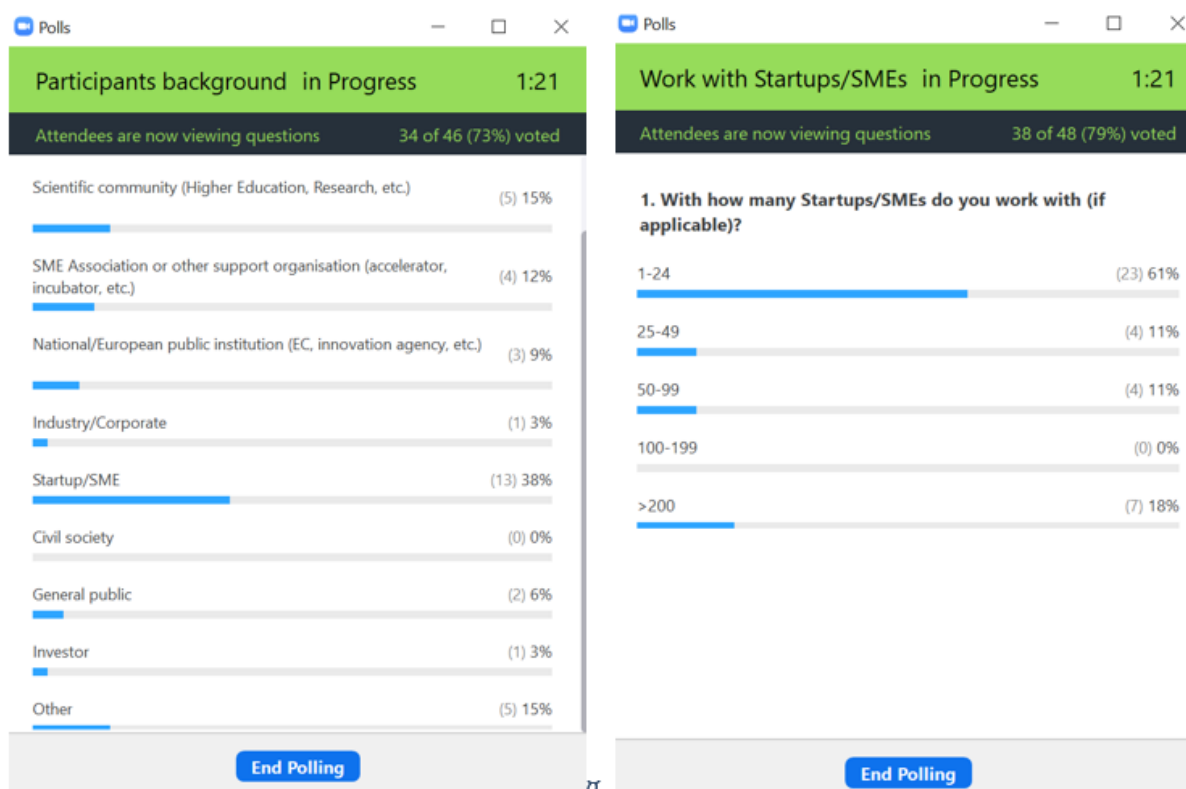 Polls
Participants background in Progress 1:21
Attendees are now viewing questions 34 of 46 (73%) voted
Scientific community (Higher Education, Research, etc.) (5) 15%
SME Association or other support organisation (accelerator,
incubator, etc.) (4) 12%
National/European public institution (EC, innovation agency, etc.) (3) 9%
Industry/Corporate (1) 3%
Startup/SME (13) 38%
Civil society (0) 0%
General public (2) 6%
Investor (1) 3%
Other (5) 15%
End Polling
Polls
Work with Startups/SMEs in Progress 1:21
Attendees are now viewing questions 38 of 48 (79%) voted
1. With how many Startups/SMEs do you work with (if
applicable)?
1-24 (23) 61%
25-49 (4) 11%
50-99 (4) 11%
100-199 (0) 0%
>200 (7) 18%
End Polling